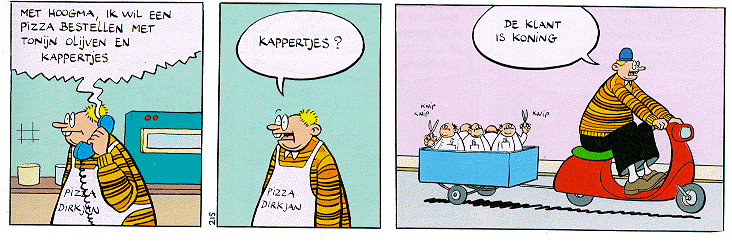 MET HOOGMA, IK WIL EEN
PIZZA BESTELLEN MET
TONIJN OLIJVEN EN
KAPPERTJES
PIZZA
DIRKJAN
KAPPERTJES?
PIZZA
DIRKJAN
215
DE KLANT
IS KONING
KNIP
KNIP
KNIP